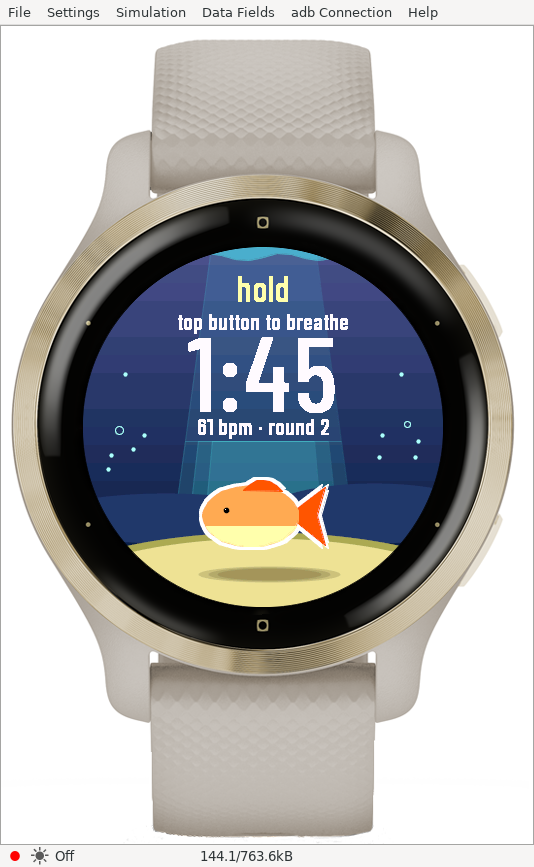 File Settings Simulation Data Fields adb Connection Help
hold
top button to breathe
1:45
61 bpm · round 2
Off 144.1/763.6kB